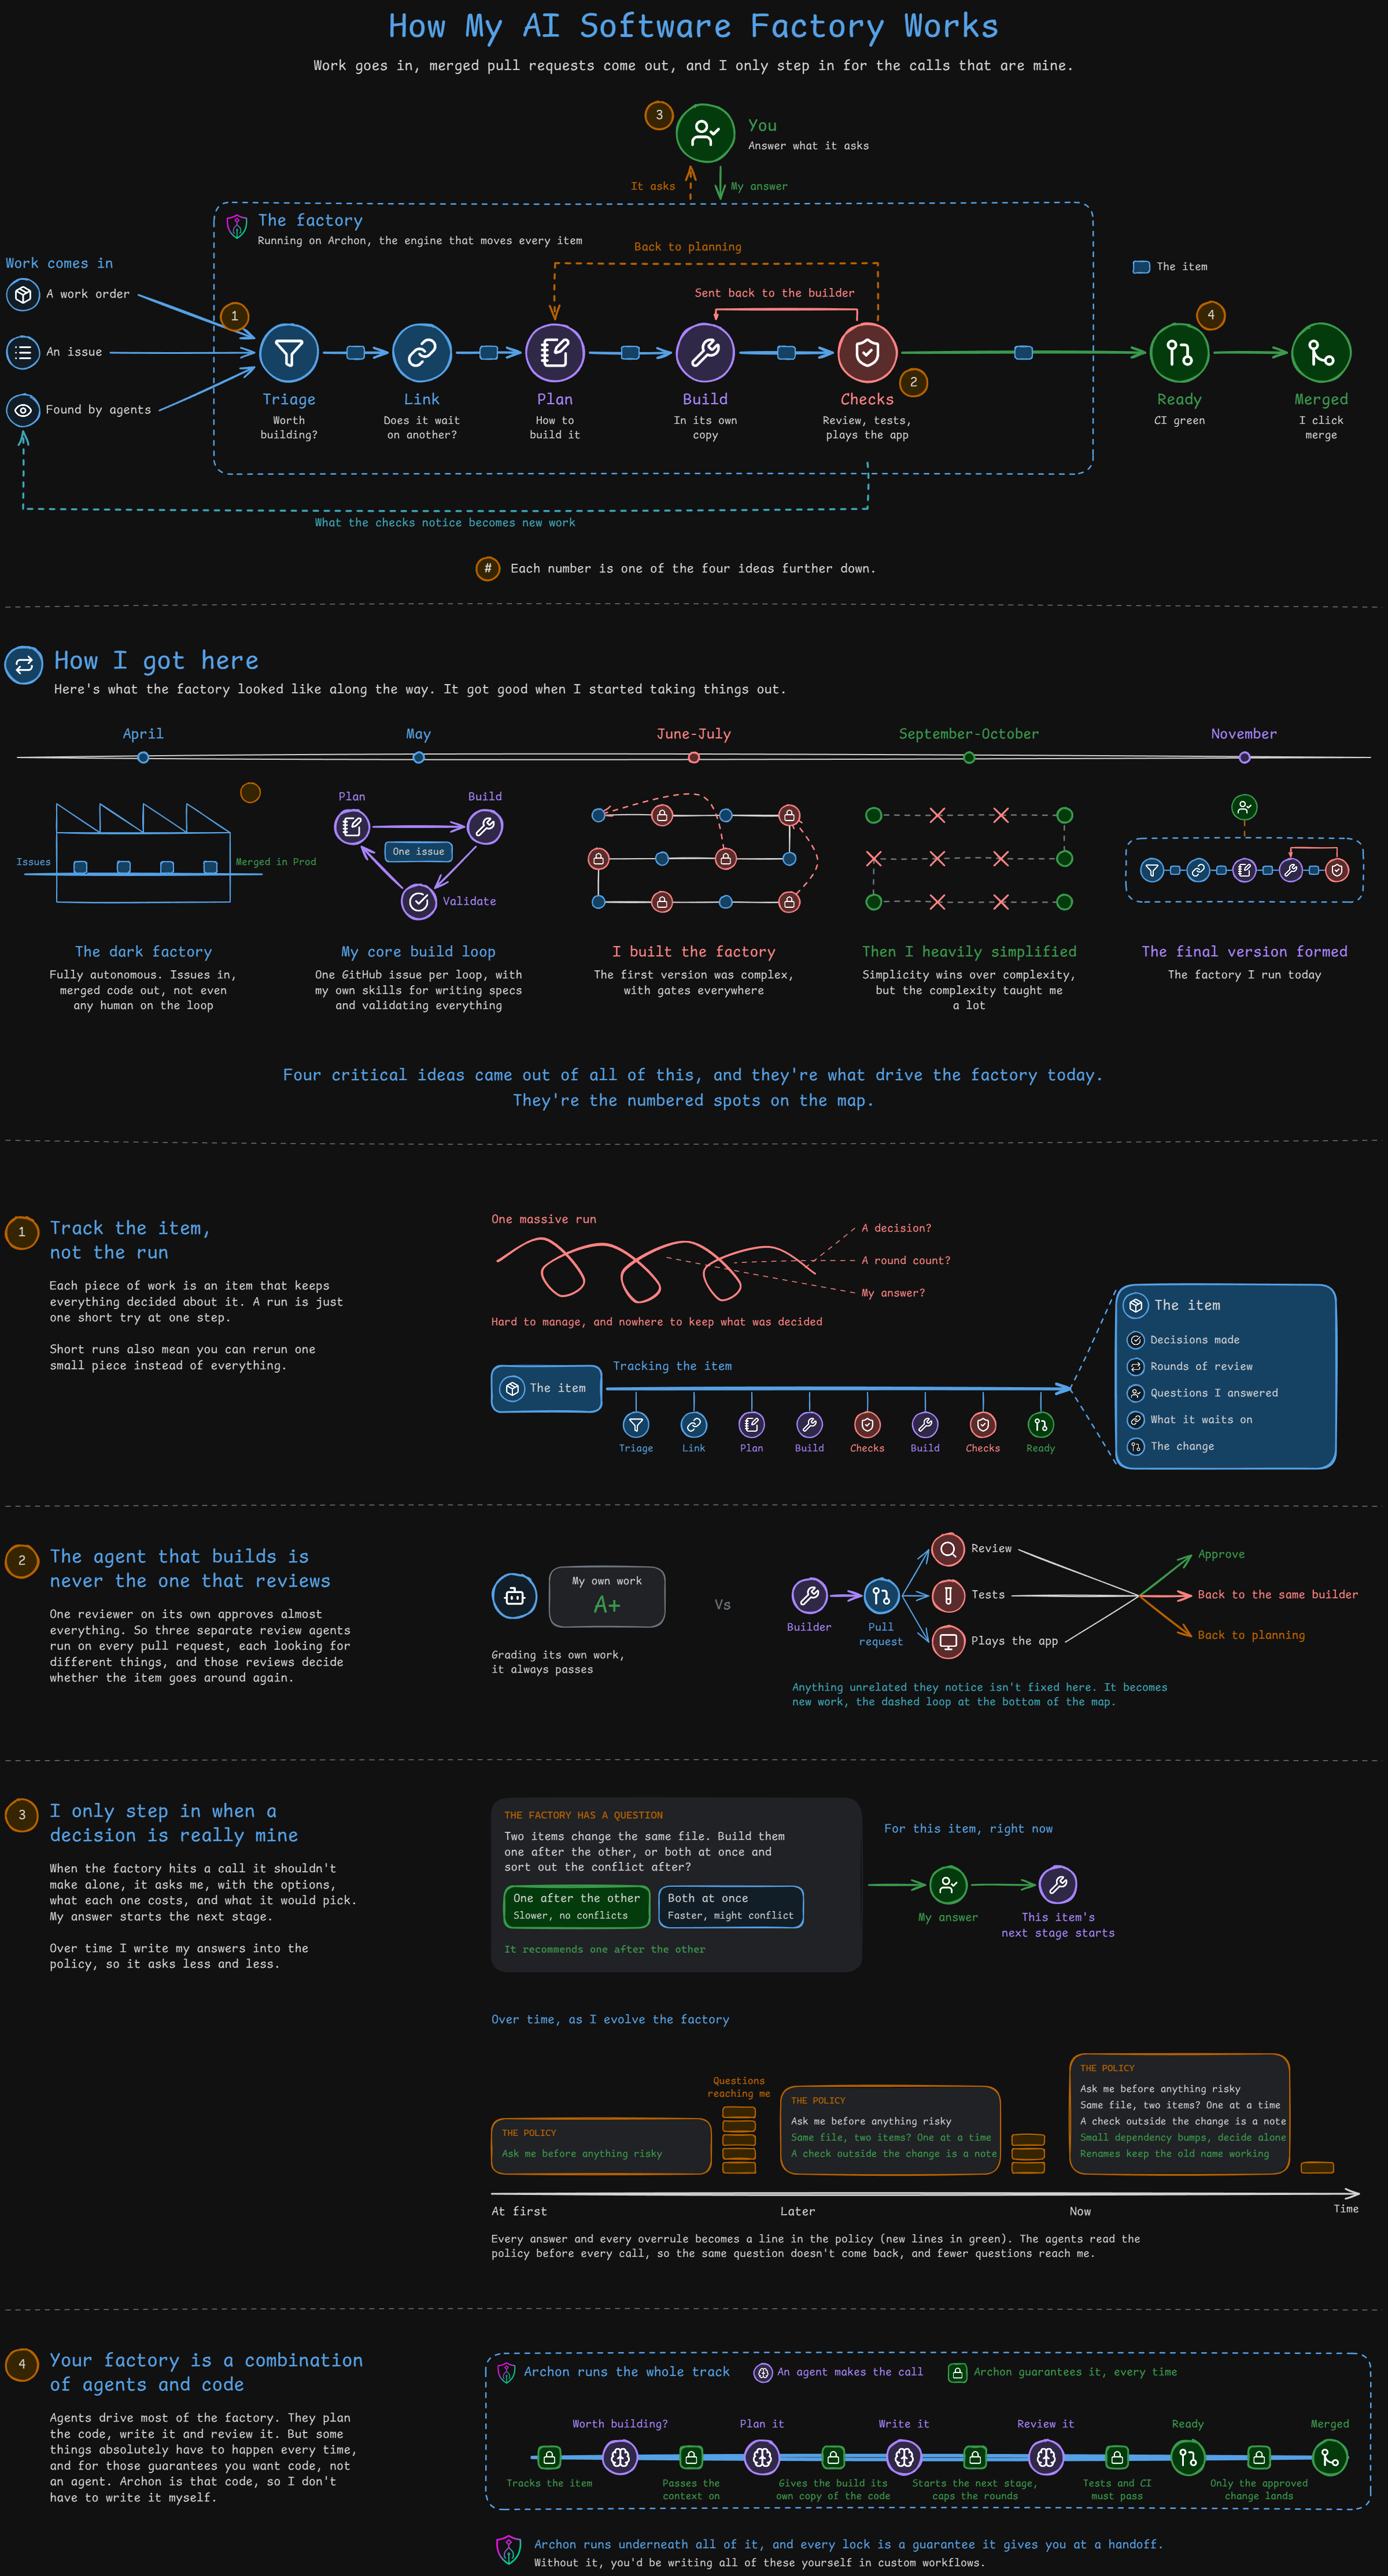 How My AI Software Factory Works
Work goes in, merged pull requests come out, and I only step in for the calls that are mine.
3
You
Answer what it asks
It asks
My answer
The factory
Running on Archon, the engine that moves every item
Back to planning
Work comes in
The item
A work order
Sent back to the builder
1
4
An issue
Found by agents
2
Triage
Link
Plan
Build
Checks
Ready
Merged
Worth
building?
Does it wait
on another?
How to
build it
In its own
copy
Review, tests,
plays the app
CI green
I click
merge
What the checks notice becomes new work
# Each number is one of the four ideas further down.
How I got here
Here's what the factory looked like along the way. It got good when I started taking things out.
April
May
June-July
September-October
November
Issues
Merged in Prod
Plan
Build
One issue
Validate
The dark factory
Fully autonomous. Issues in,
merged code out, not even
any human on the loop
My core build loop
One GitHub issue per loop, with
my own skills for writing specs
and validating everything
I built the factory
The first version was complex,
with gates everywhere
Then I heavily simplified
Simplicity wins over complexity,
but the complexity taught me
a lot
The final version formed
The factory I run today
Four critical ideas came out of all of this, and they're what drive the factory today.
They're the numbered spots on the map.
1
Track the item,
not the run
Each piece of work is an item that keeps
everything decided about it. A run is just
one short try at one step.
Short runs also mean you can rerun one
small piece instead of everything.
One massive run
A decision?
A round count?
My answer?
Hard to manage, and nowhere to keep what was decided
The item
Tracking the item
Triage
Link
Plan
Build
Checks
Build
Checks
Ready
The item
Decisions made
Rounds of review
Questions I answered
What it waits on
The change
2
The agent that builds is
never the one that reviews
One reviewer on its own approves almost
everything. So three separate review agents
run on every pull request, each looking for
different things, and those reviews decide
whether the item goes around again.
My own work
A+
Grading its own work,
it always passes
Vs
Builder
Pull
request
Review
Tests
Plays the app
Approve
Back to the same builder
Back to planning
Anything unrelated they notice isn't fixed here. It becomes
new work, the dashed loop at the bottom of the map.
3
I only step in when a
decision is really mine
When the factory hits a call it shouldn't
make alone, it asks me, with the options,
what each one costs, and what it would pick.
My answer starts the next stage.
Over time I write my answers into the
policy, so it asks less and less.
THE FACTORY HAS A QUESTION
Two items change the same file. Build them
one after the other, or both at once and
sort out the conflict after?
One after the other
Slower, no conflicts
Both at once
Faster, might conflict
It recommends one after the other
For this item, right now
My answer
This item's
next stage starts
Over time, as I evolve the factory
THE POLICY
Ask me before anything risky
Questions
reaching me
THE POLICY
Ask me before anything risky
Same file, two items? One at a time
A check outside the change is a note
THE POLICY
Ask me before anything risky
Same file, two items? One at a time
A check outside the change is a note
Small dependency bumps, decide alone
Renames keep the old name working
At first
Later
Now
Time
Every answer and every overrule becomes a line in the policy (new lines in green). The agents read the
policy before every call, so the same question doesn't come back, and fewer questions reach me.
4
Your factory is a combination
of agents and code
Agents drive most of the factory. They plan
the code, write it and review it. But some
things absolutely have to happen every time,
and for those guarantees you want code, not
an agent. Archon is that code, so I don't
have to write it myself.
Archon runs the whole track
An agent makes the call
Archon guarantees it, every time
Worth building?
Plan it
Write it
Review it
Ready
Merged
Tracks the item
Passes the
context on
Gives the build its
own copy of the code
Starts the next stage,
caps the rounds
Tests and CI
must pass
Only the approved
change lands
Archon runs underneath all of it, and every lock is a guarantee it gives you at a handoff.
Without it, you'd be writing all of these yourself in custom workflows.